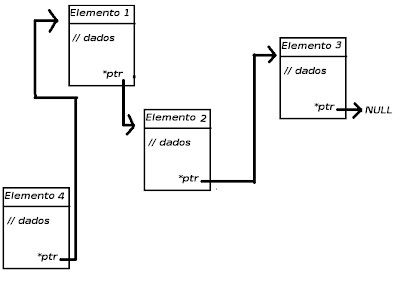 Elemento 1
// dados
*ptr
Elemento 2
// dados
*ptr
Elemento 3
// dados
*ptr
NULL
Elemento 4
// dados
*ptr